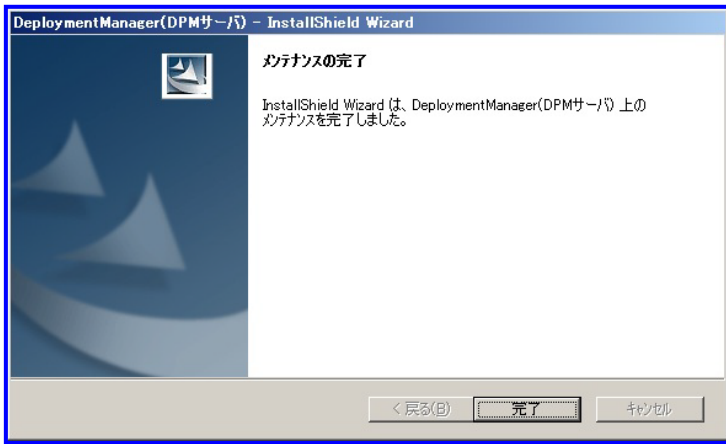 DeploymentManager(DPMサーバ) - InstallShield Wizard
メンテナンスの完了
InstallShield Wizard は、DeploymentManager(DPMサーバ) 上の
メンテナンスを完了しました。
< 戻る(B)
完了
キャンセル